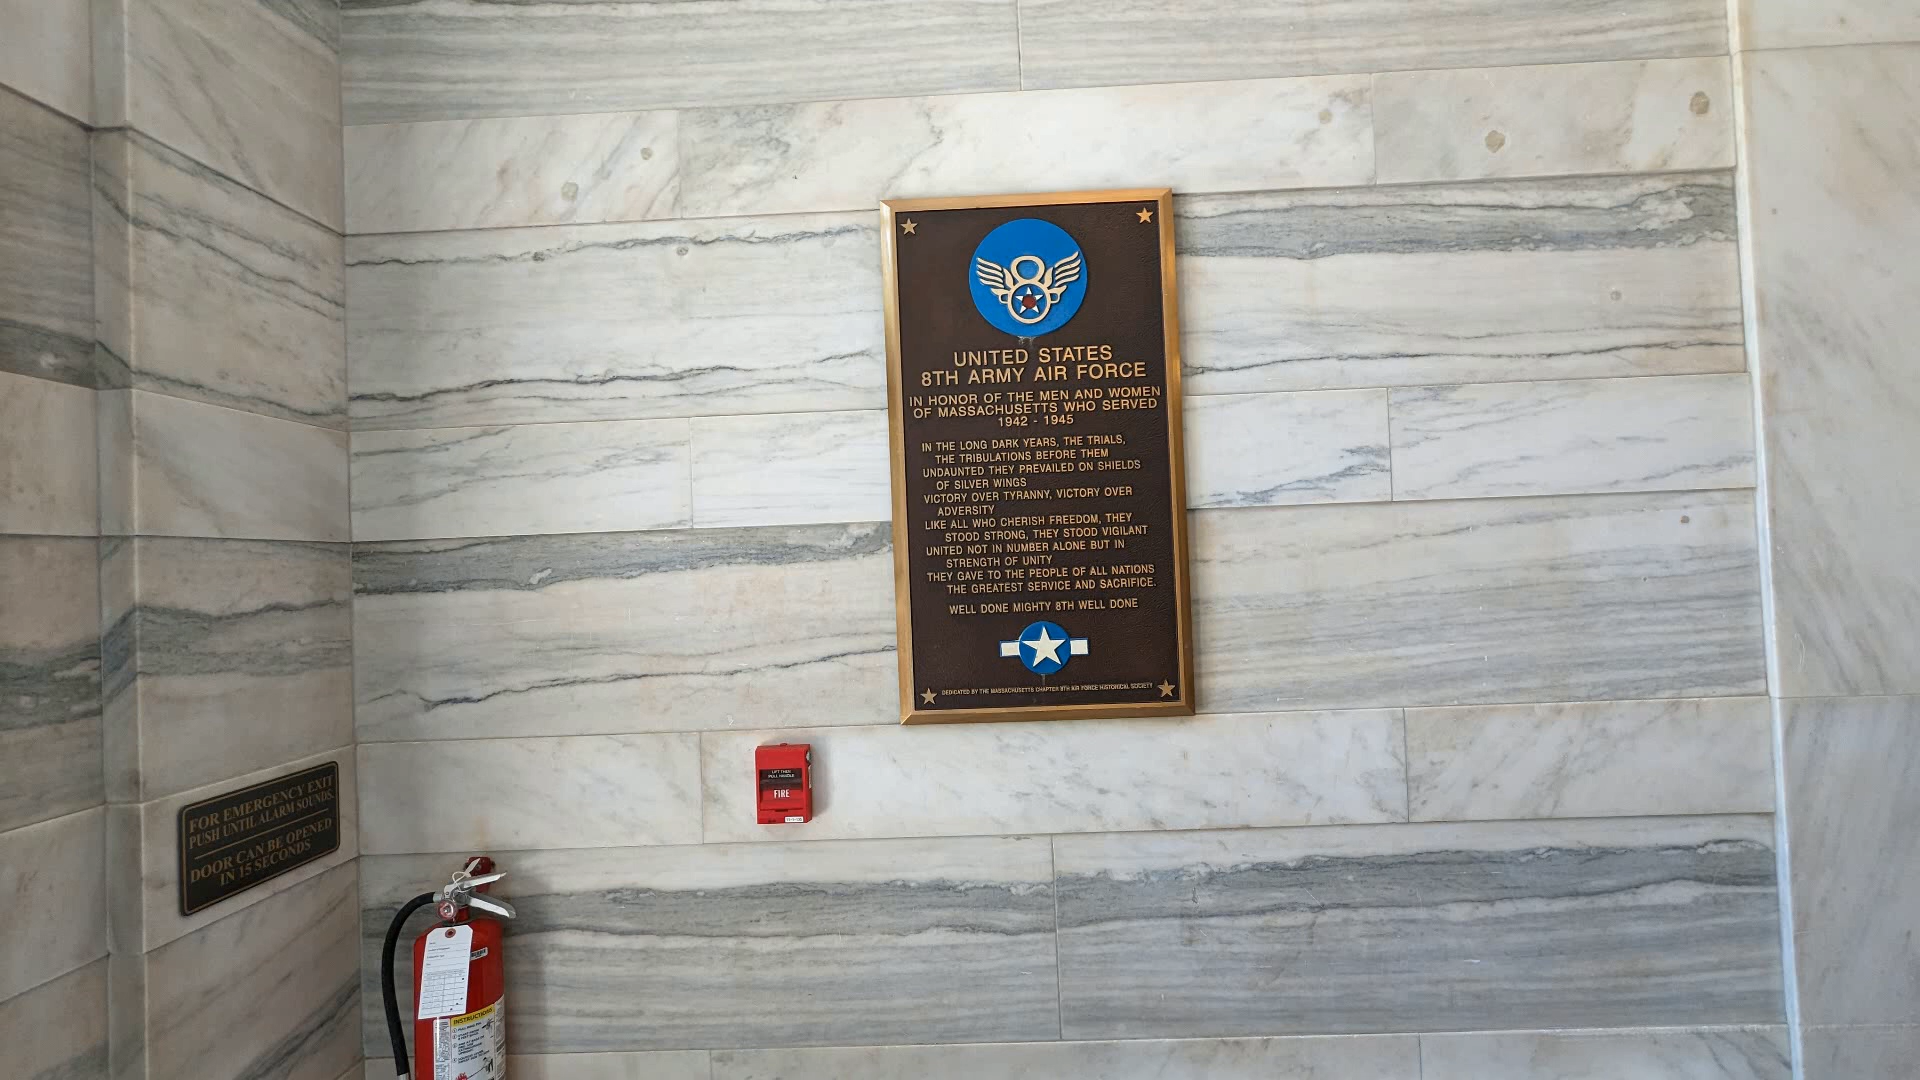 UNITED STATES
8TH ARMY AIR FORCE
IN HONOR OF THE MEN AND WOMEN
OF MASSACHUSETTS WHO SERVED
1942 - 1945
IN THE LONG DARK YEARS, THE TRIALS,
THE TRIBULATIONS BEFORE THEM
UNDAUNTED THEY PREVAILED ON SHIELDS
OF SILVER WINGS
VICTORY OVER TYRANNY, VICTORY OVER
ADVERSITY
LIKE ALL WHO CHERISH FREEDOM, THEY
STOOD STRONG, THEY STOOD VIGILANT
UNITED NOT IN NUMBER ALONE BUT IN
STRENGTH OF UNITY
THEY GAVE TO THE PEOPLE OF ALL NATIONS
THE GREATEST SERVICE AND SACRIFICE.
WELL DONE MIGHTY 8TH WELL DONE
DEDICATED BY THE MASSACHUSETTS CHAPTER 8TH AIR FORCE HISTORICAL SOCIETY
LIFT THEN
PULL HANDLE
FIRE
FOR EMERGENCY EXIT
PUSH UNTIL ALARM SOUNDS.
DOOR CAN BE OPENED
IN 15 SECONDS
INSTRUCTIONS